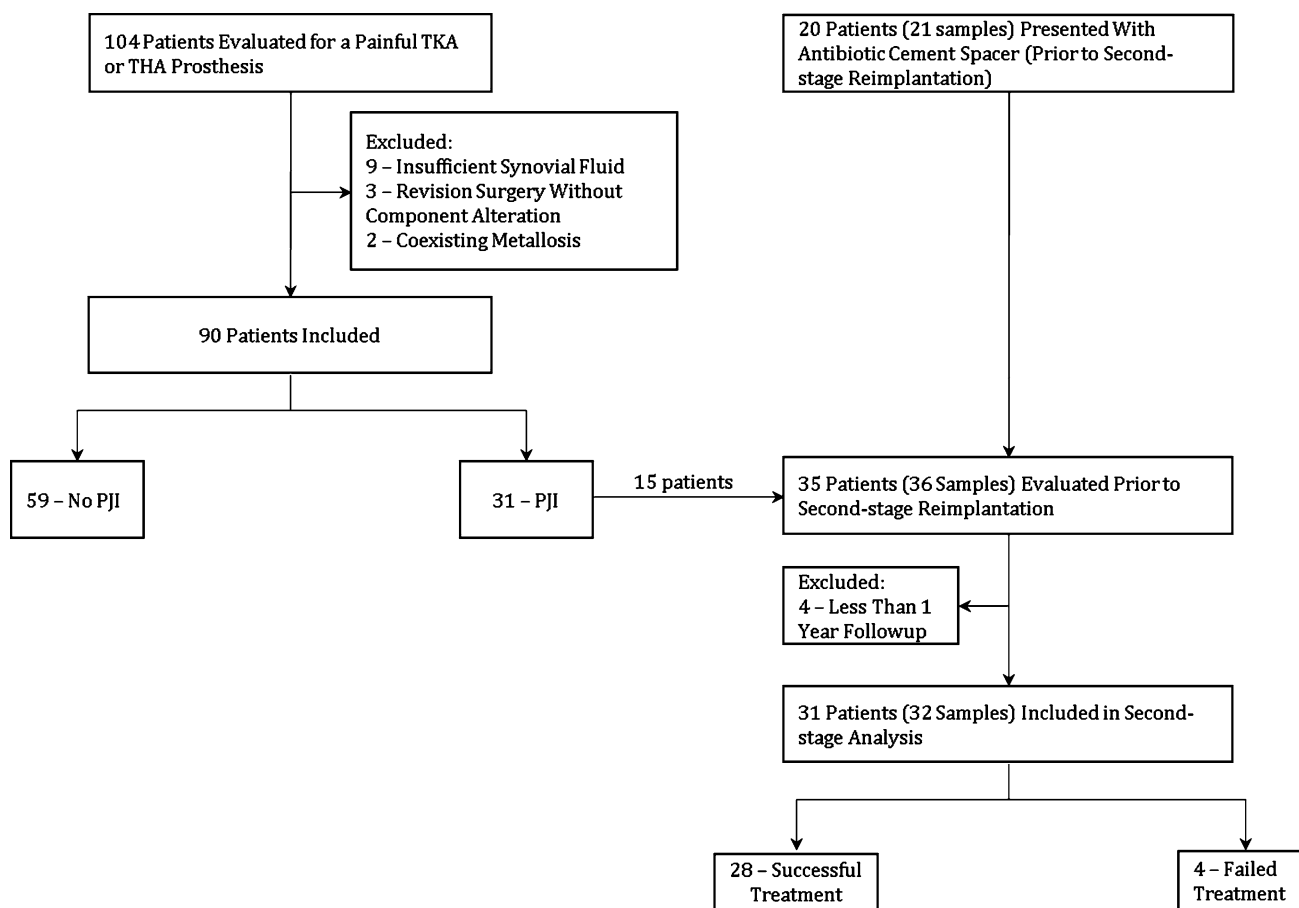 104 Patients Evaluated for a Painful TKA
or THA Prosthesis
20 Patients (21 samples) Presented With
Antibiotic Cement Spacer (Prior to Second-
stage Reimplantation)
Excluded:
9 – Insufficient Synovial Fluid
3 – Revision Surgery Without
Component Alteration
2 – Coexisting Metallosis
90 Patients Included
59 – No PJI
31 – PJI
15 patients
35 Patients (36 Samples) Evaluated Prior to
Second-stage Reimplantation
Excluded:
4 – Less Than 1
Year Followup
31 Patients (32 Samples) Included in Second-
stage Analysis
28 – Successful
Treatment
4 – Failed
Treatment